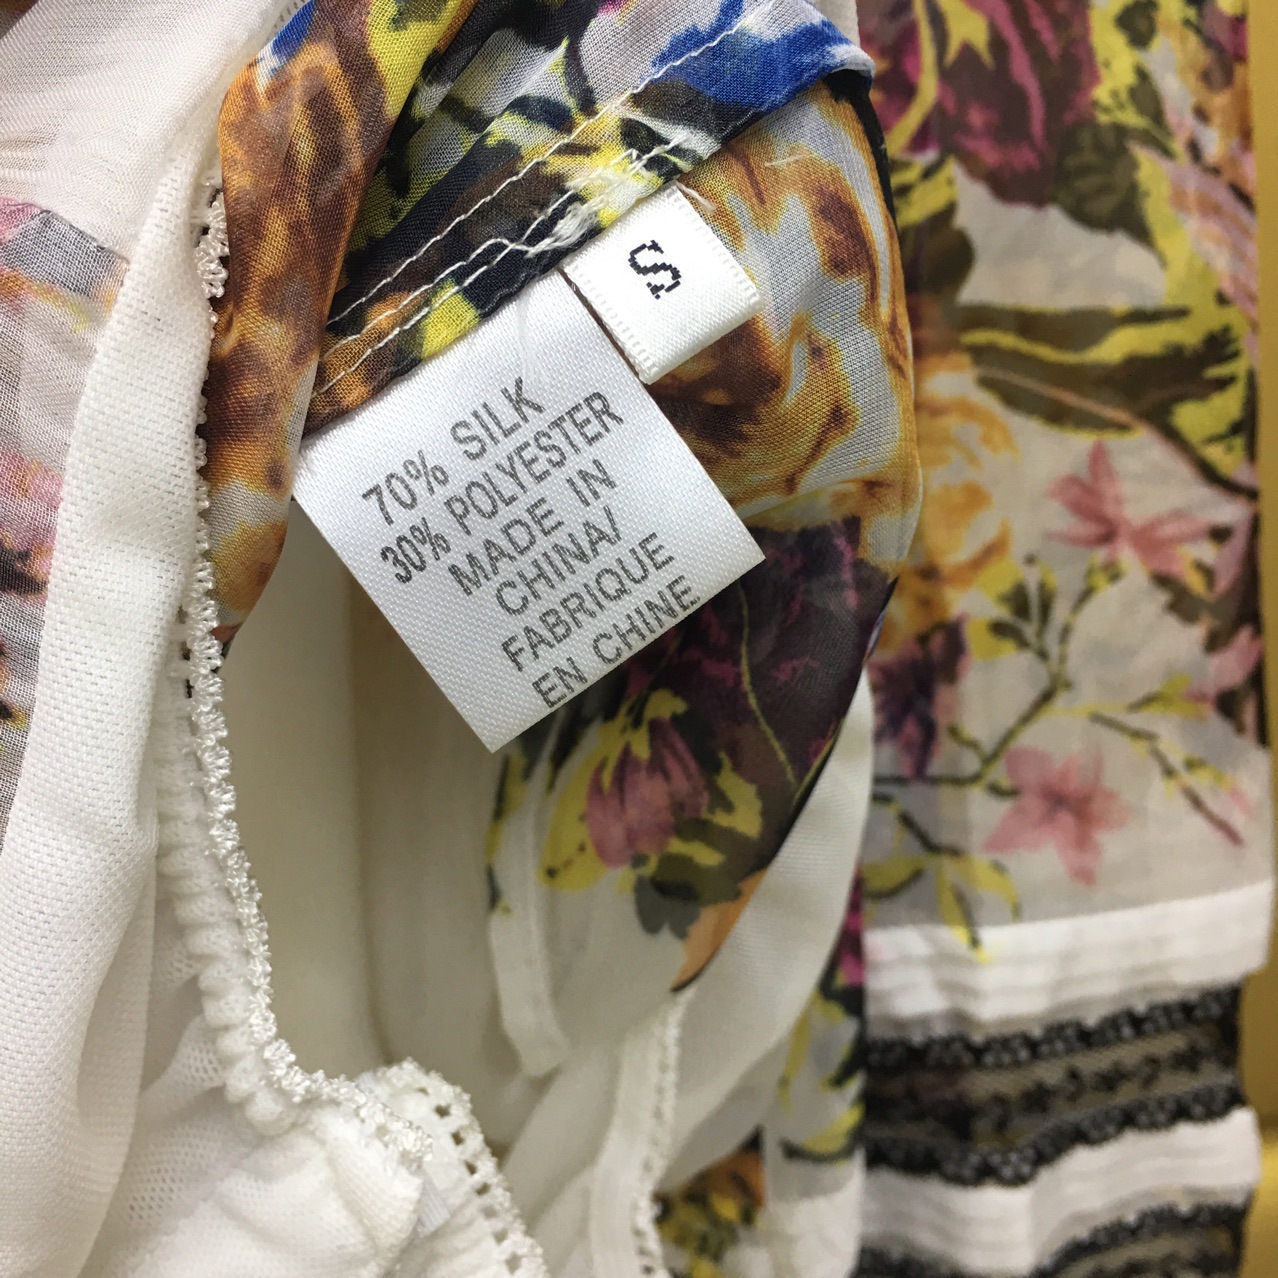 S
70% SILK
30% POLYESTER
MADE IN
CHINA/
FABRIQUE
EN CHINE